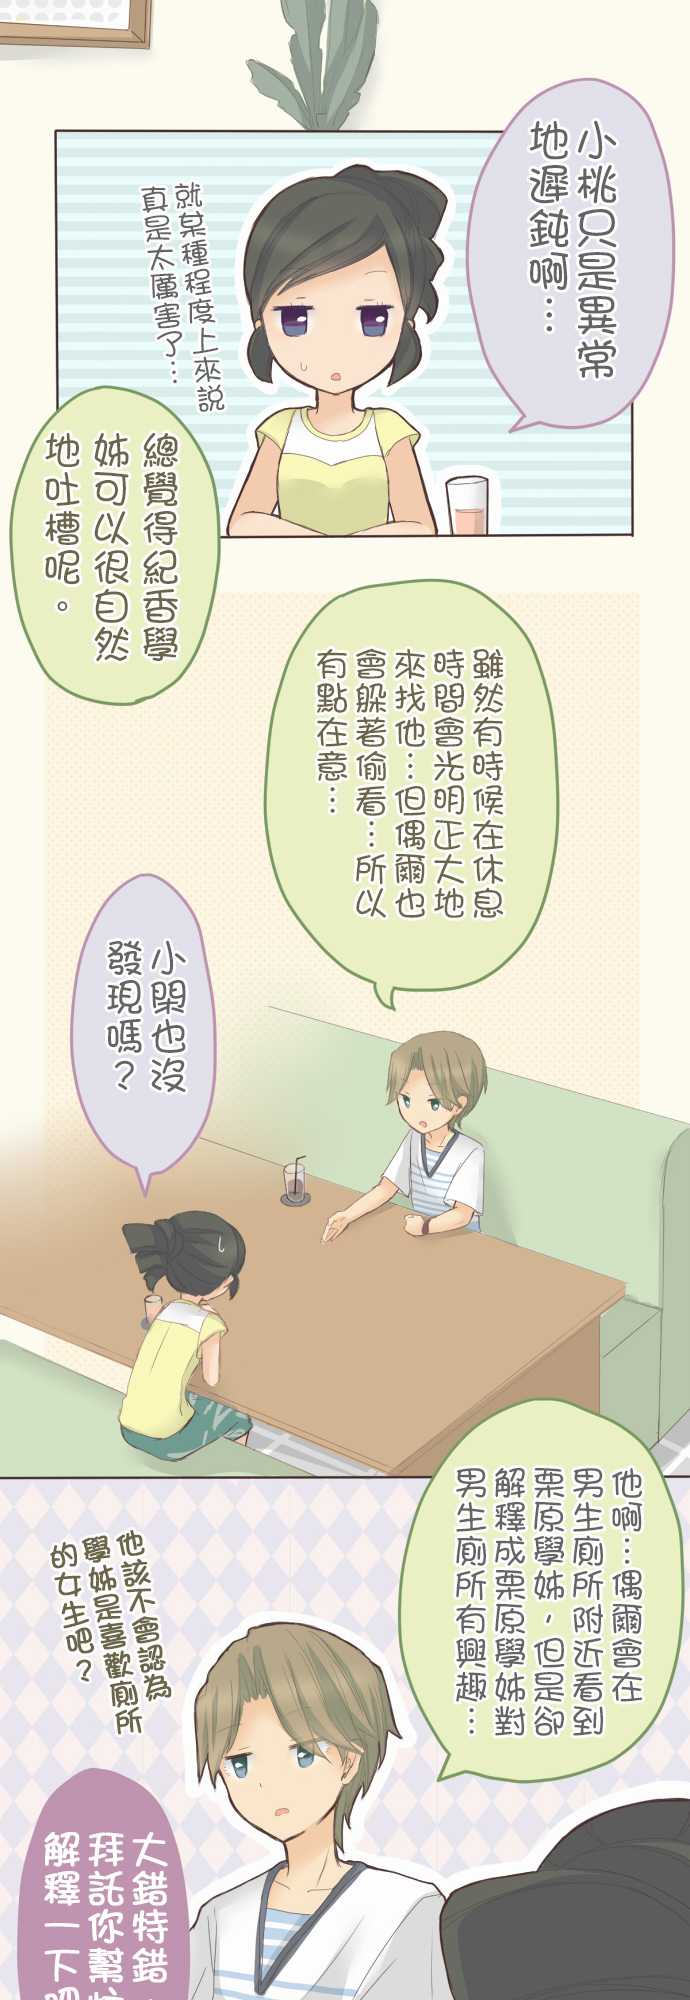 小桃只是異常
地遲鈍啊…
就某種程度上來說
真是太厲害了…
總覺得紀香學
姊可以很自然
地吐槽呢。
雖然有時候在休息
時間會光明正大地
來找他…但偶爾也
會躲著偷看…所以
有點在意…
小閑也沒
發現嗎？
他啊…偶爾會在
男生廁所附近看到
栗原學姊，但是卻
解釋成栗原學姊對
男生廁所有興趣…
他該不會認為
學姊是喜歡廁所
的女生吧？
大錯特錯
拜託你幫忙
解釋一下吧